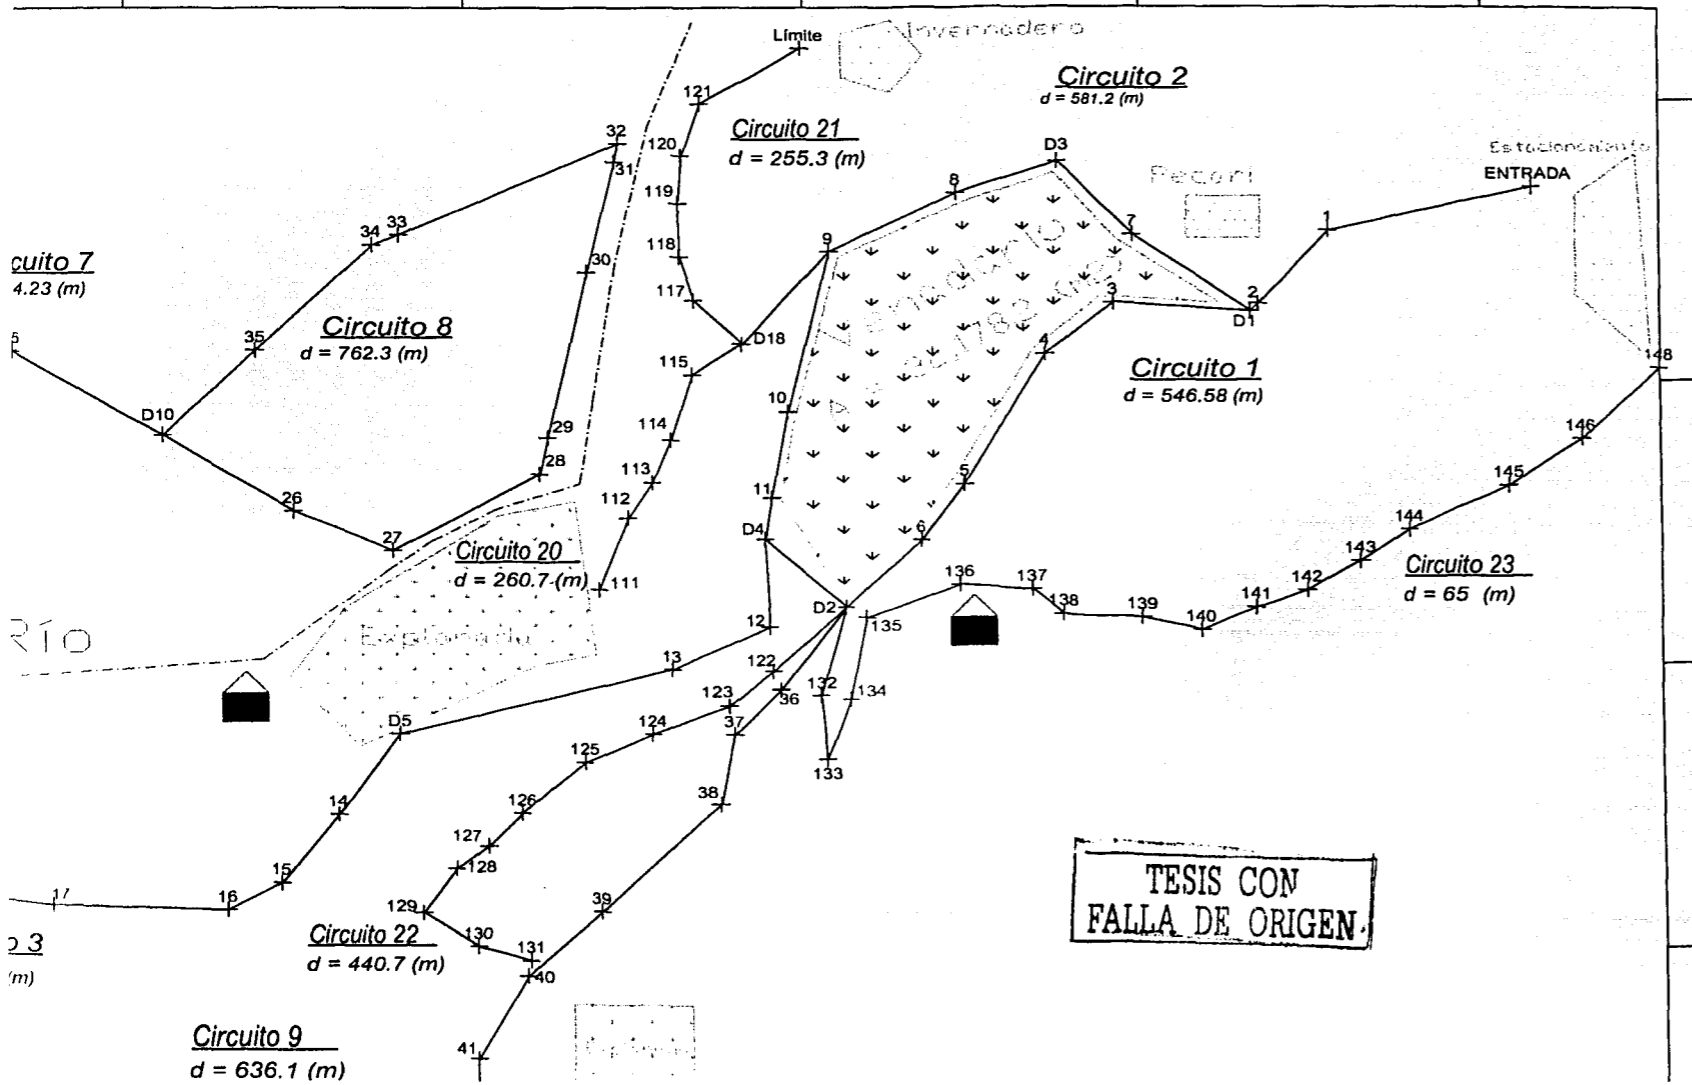 Límite
Invernadero
Circuito 2
d = 581.2 (m)
121
Circuito 21
d = 255.3 (m)
32
31
120
D3
Estacionamiento
ENTRADA
Pecari
8
119
7
1
34
33
9
118
cuito 7
4.23 (m)
30
117
3
2
D1
Circuito 8
d = 762.3 (m)
35
D18
4
148
115
Circuito 1
d = 546.58 (m)
D10
10
29
114
146
28
113
5
145
26
11
112
144
27
D4
6
143
Circuito 20
d = 260.7 (m)
111
136
137
142
Circuito 23
d = 65 (m)
D2
135
138
139
140
141
Río
Explanada
12
13
122
36
132
134
123
D5
124
37
125
133
14
38
126
127
128
TESIS CON
FALLA DE ORIGEN
15
17
16
129
39
Circuito 22
d = 440.7 (m)
130
131
40
o 3
(m)
Circuito 9
d = 636.1 (m)
41